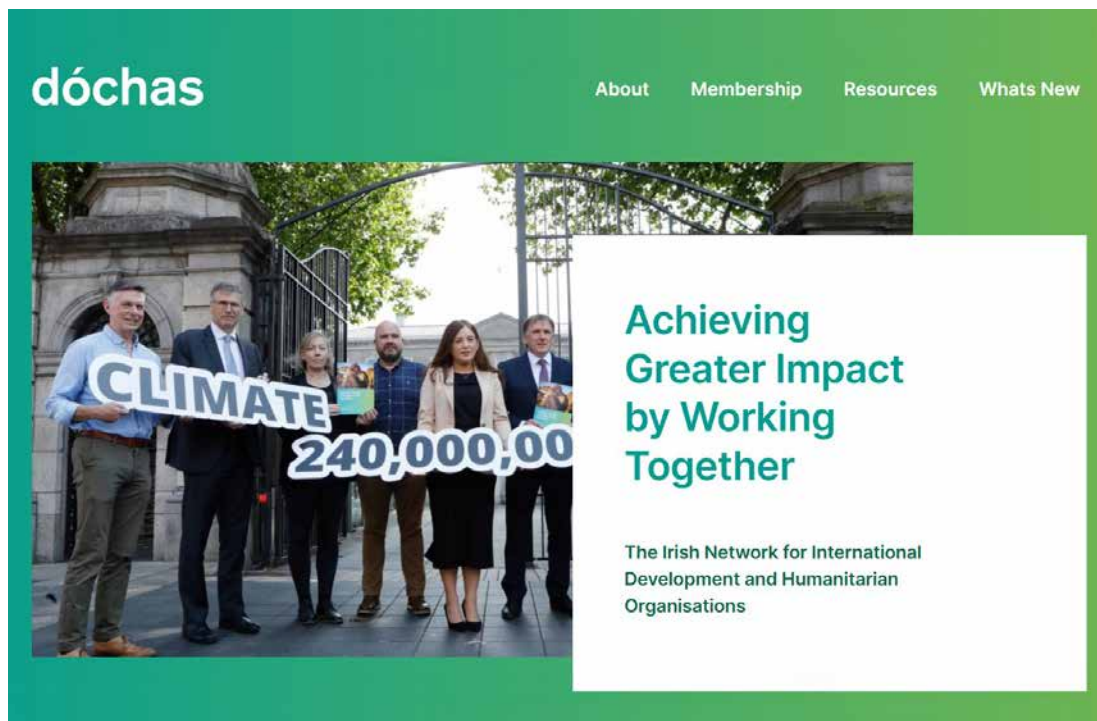 dóchas
About Membership Resources Whats New
CLIMATE
240,000,00
Achieving
Greater Impact
by Working
Together
The Irish Network for International
Development and Humanitarian
Organisations